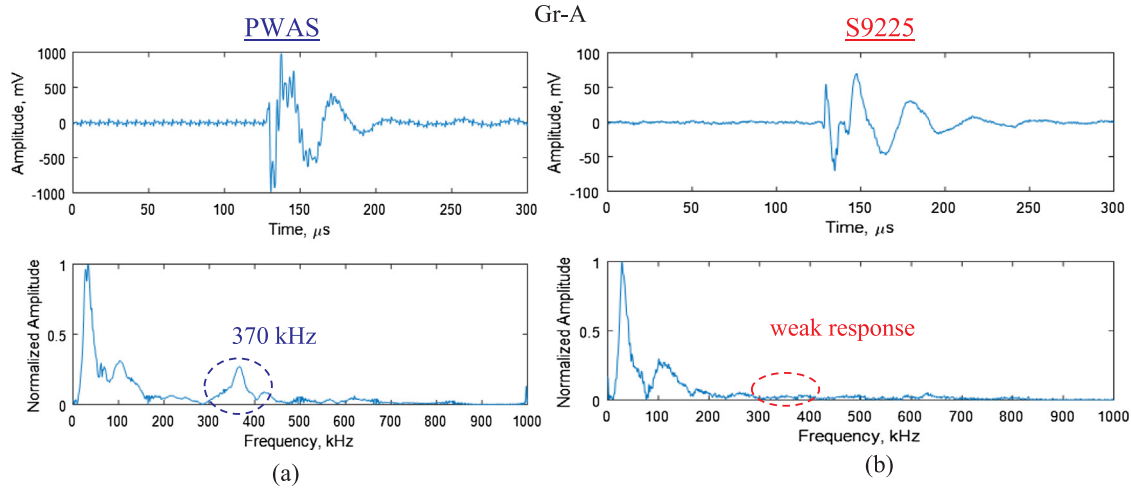 Gr-A
PWAS
1000
500
0
-500
-1000
Amplitude, mV
0 50 100 150 200 250 300
Time, μs
1
0.5
0
Normalized Amplitude
370 kHz
0 100 200 300 400 500 600 700 800 900 1000
Frequency, kHz
(a)
S9225
100
50
0
-50
-100
Amplitude, mV
0 50 100 150 200 250 300
Time, μs
1
0.5
0
Normalized Amplitude
weak response
0 100 200 300 400 500 600 700 800 900 1000
Frequency, kHz
(b)